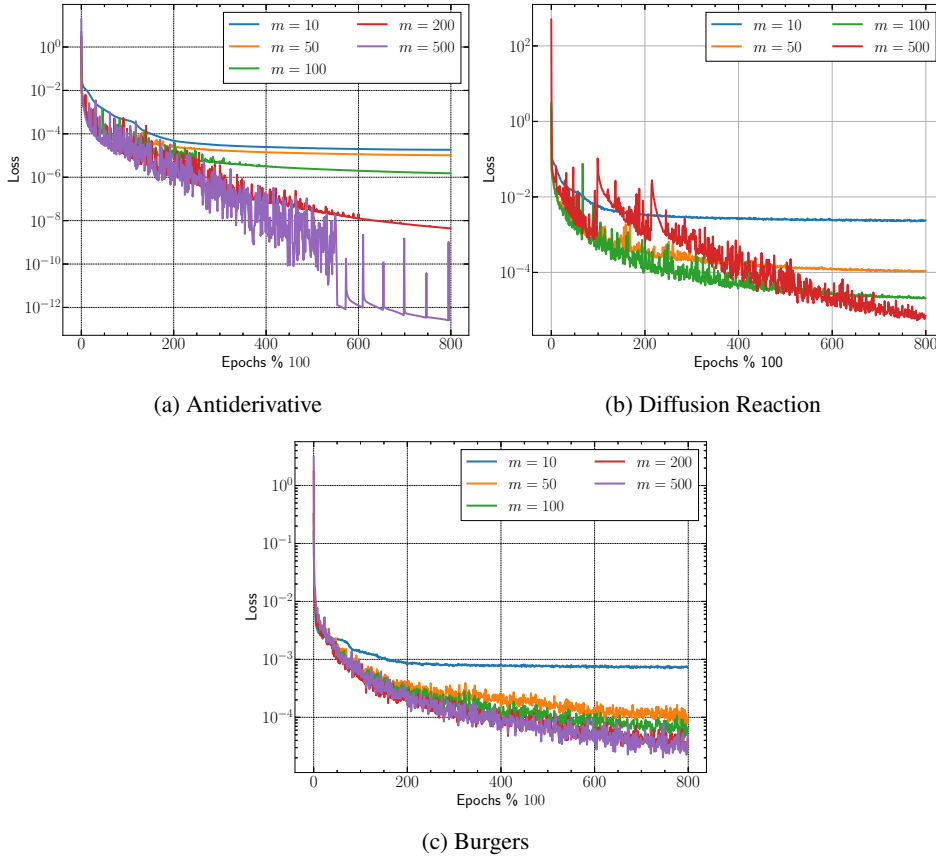 m = 10
m = 200
m = 50
m = 500
m = 100
10^0
10^−2
10^−4
10^−6
10^−8
10^−10
10^−12
Loss
0 200 400 600 800
Epochs % 100
(a) Antiderivative
m = 10
m = 100
m = 50
m = 500
10^2
10^0
10^−2
10^−4
Loss
0 200 400 600 800
Epochs % 100
(b) Diffusion Reaction
m = 10
m = 200
m = 50
m = 500
m = 100
10^0
10^−1
10^−2
10^−3
10^−4
Loss
0 200 400 600 800
Epochs % 100
(c) Burgers